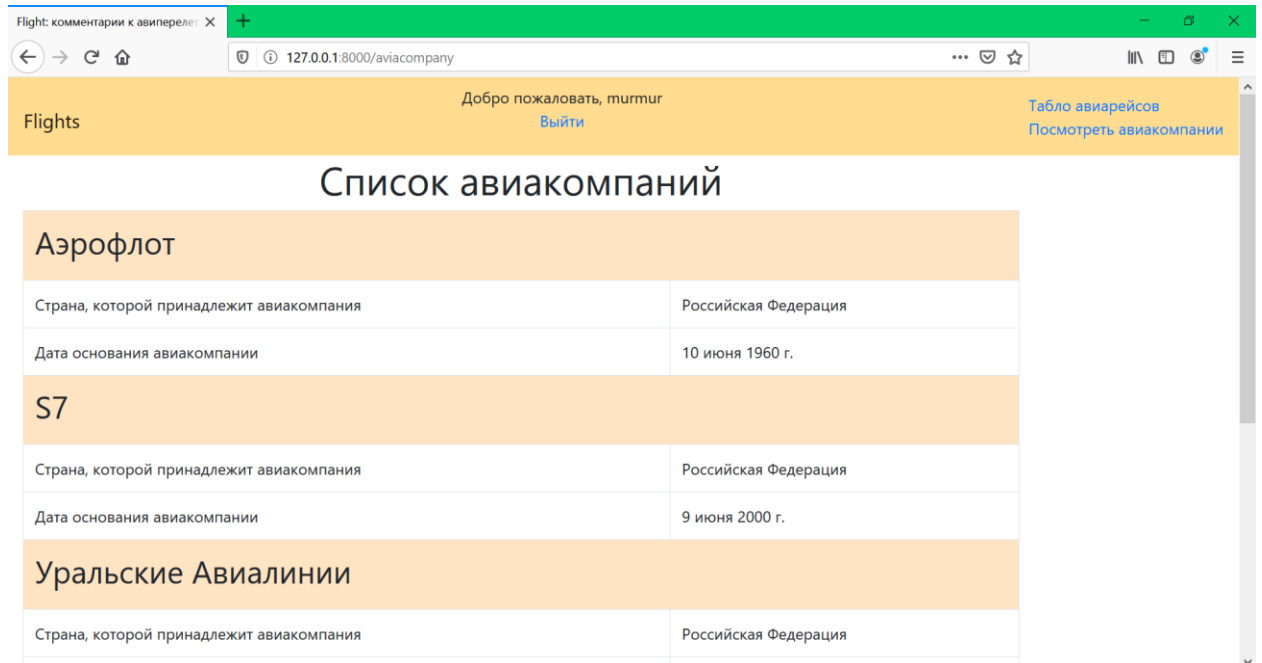 Flight: комментарии к авиперелет
127.0.0.1:8000/aviacompany
Flights
Добро пожаловать, murmur
Выйти
Табло авиарейсов
Посмотреть авиакомпании
Список авиакомпаний
Аэрофлот
Страна, которой принадлежит авиакомпания Российская Федерация
Дата основания авиакомпании 10 июня 1960 г.
S7
Страна, которой принадлежит авиакомпания Российская Федерация
Дата основания авиакомпании 9 июня 2000 г.
Уральские Авиалинии
Страна, которой принадлежит авиакомпания Российская Федерация